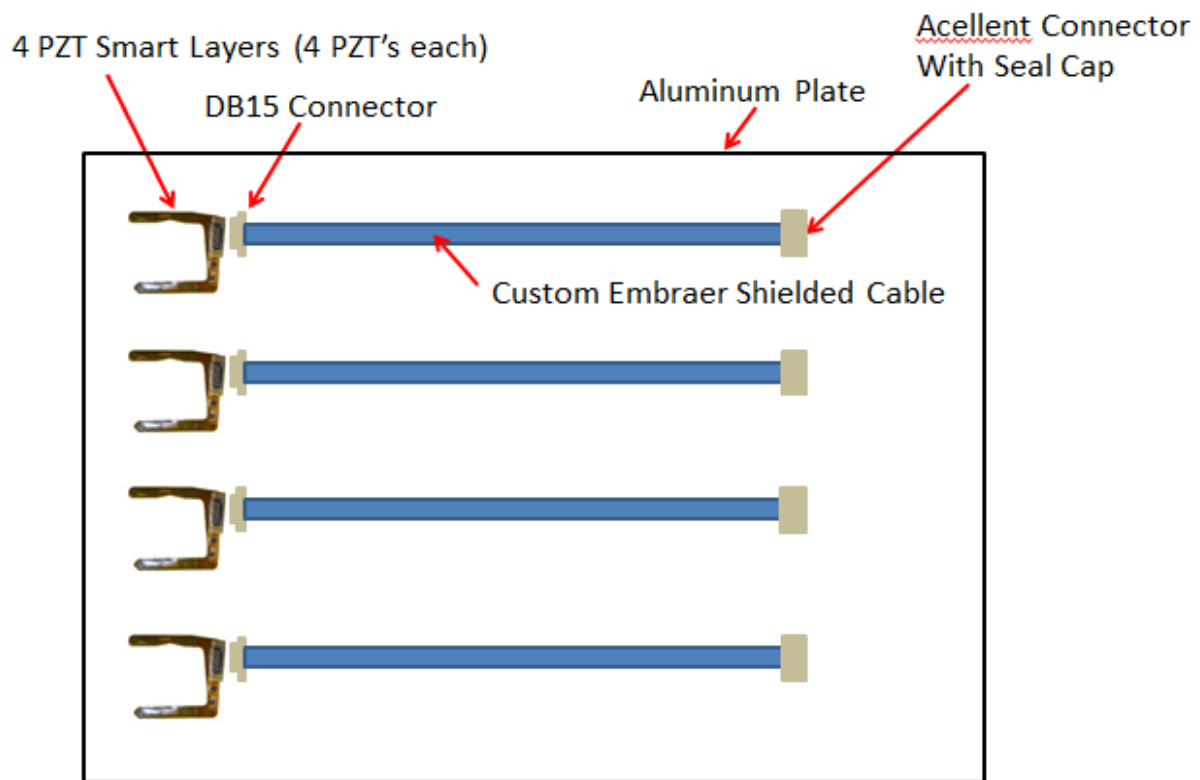 4 PZT Smart Layers (4 PZT's each)
DB15 Connector
Aluminum Plate
Acellent Connector
With Seal Cap
Custom Embraer Shielded Cable